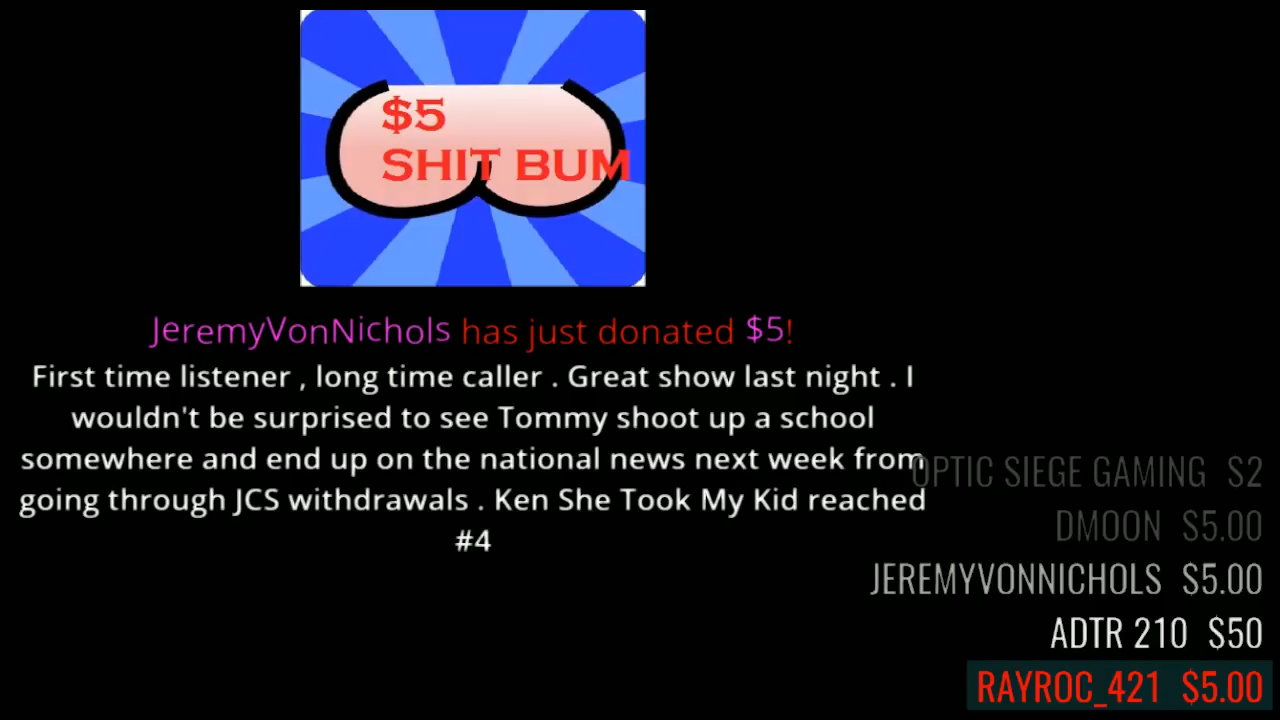 $5
SHIT BUM
JeremyVonNichols has just donated $5!
First time listener , long time caller . Great show last night . I
wouldn't be surprised to see Tommy shoot up a school
somewhere and end up on the national news next week from
going through JCS withdrawals . Ken She Took My Kid reached
#4
OPTIC SIEGE GAMING $2
DMOON $5.00
JEREMYVONNICHOLS $5.00
ADTR 210 $50
RAYROC_421 $5.00